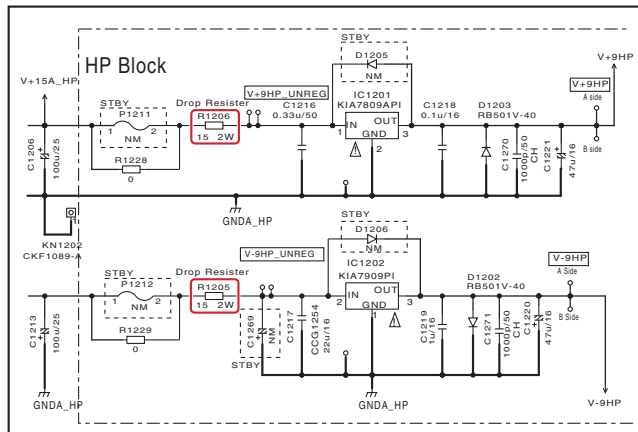 HP Block
V+15A_HP
STBY
P1211
1 2
NM
R1228
0
C1206
100u/25
Drop Resister
R1206
15 2W
V+9HP_UNREG
C1216
0.33u/50
STBY
D1205
NM
IC1201
KIA7809API
1 IN OUT 3
GND
2
C1218
0.1u/16
D1203
RB501V-40
C1270
1000p/50
CH
C1221
47u/16
V+9HP
V+9HP
A side
B side
GNDA_HP
KN1202
CKF1089-A
1
STBY
P1212
1 2
NM
R1229
0
C1213
100u/25
Drop Resister
R1205
15 2W
V-9HP_UNREG
C1269
NM
STBY
C1217
CCG1254
22u/16
STBY
D1206
NM
IC1202
KIA7909PI
2 IN OUT 3
GND
1
C1219
1u/16
D1202
RB501V-40
C1271
1000p/50
CH
C1220
47u/16
V-9HP
A Side
B Side
V-9HP
GNDA_HP
GNDA_HP